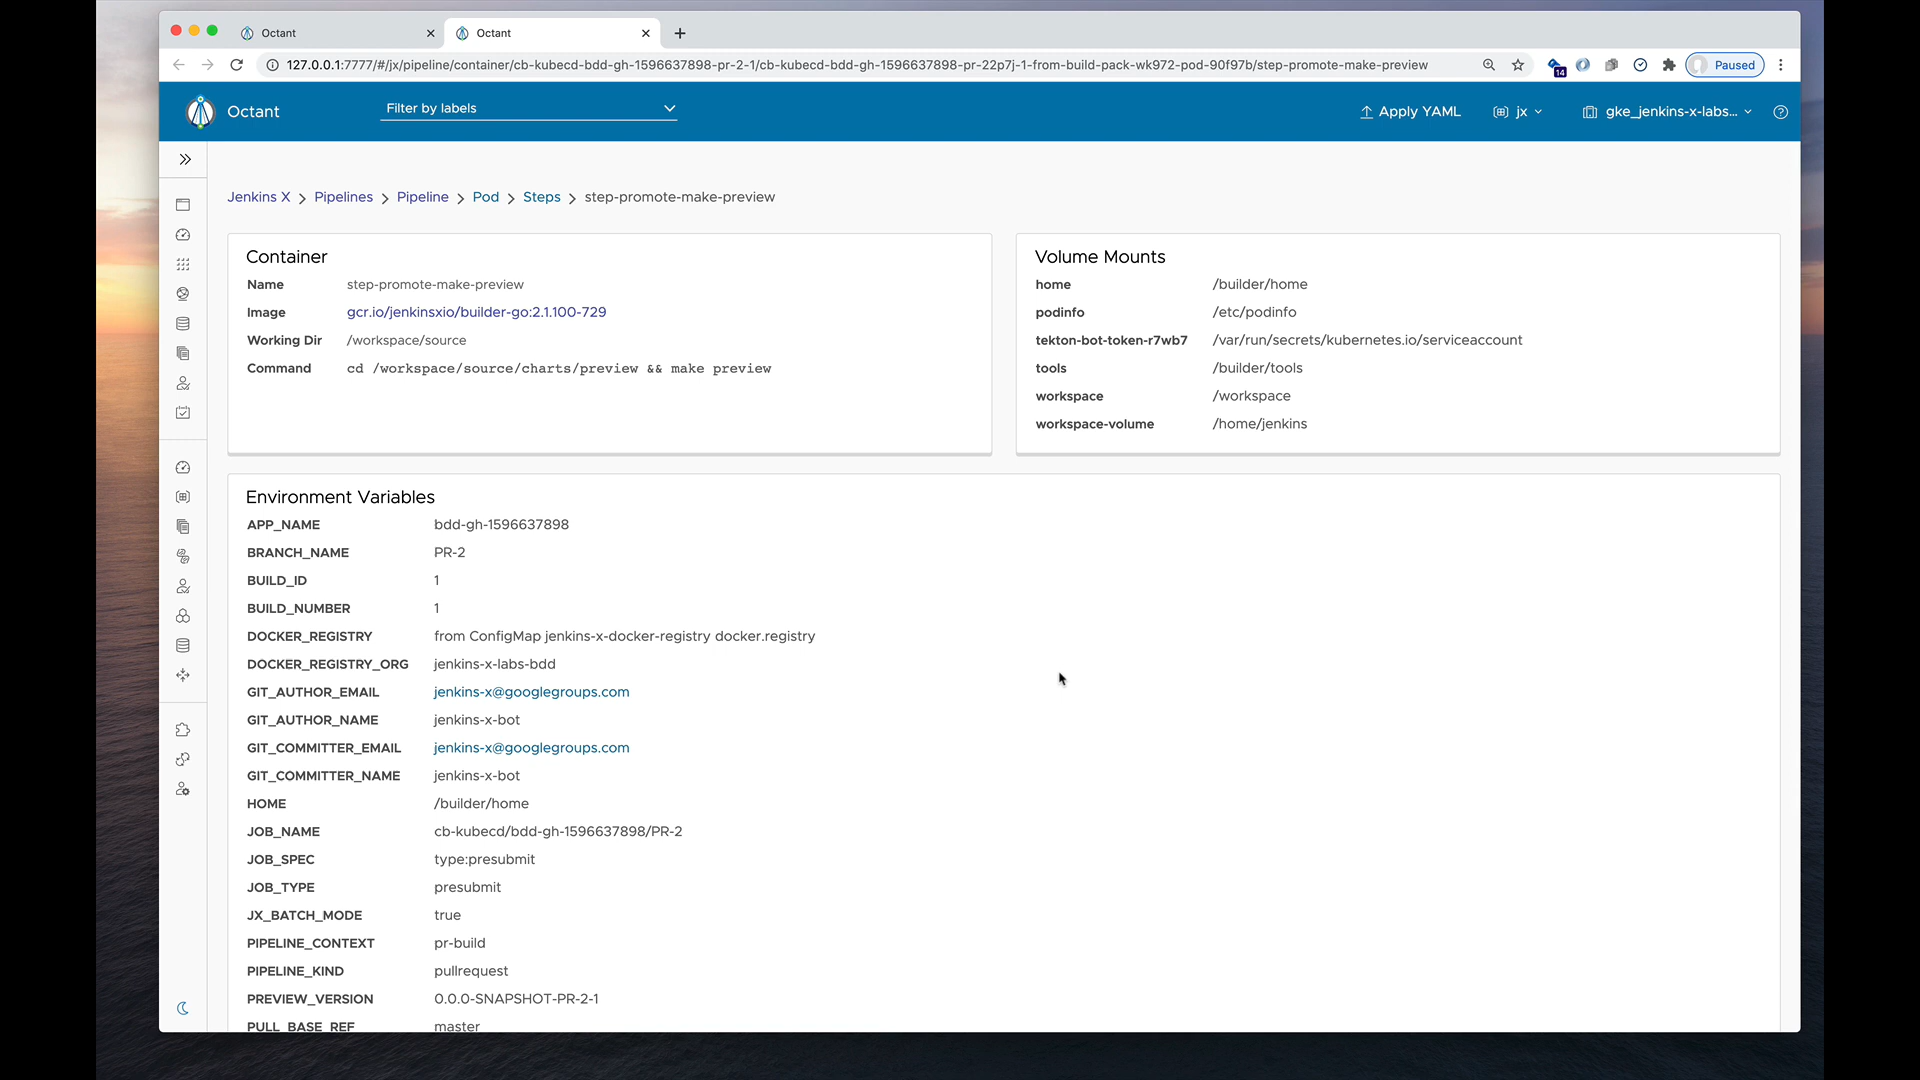 Octant
Octant
127.0.0.1:7777/#/jx/pipeline/container/cb-kubecd-bdd-gh-1596637898-pr-2-1/cb-kubecd-bdd-gh-1596637898-pr-22p7j-1-from-build-pack-wk972-pod-90f97b/step-promote-make-preview
14
Paused
Octant
Filter by labels
Apply YAML
jx
gke_jenkins-x-labs...
Jenkins X > Pipelines > Pipeline > Pod > Steps > step-promote-make-preview
Container
Name step-promote-make-preview
Image gcr.io/jenkinsxio/builder-go:2.1.100-729
Working Dir /workspace/source
Command cd /workspace/source/charts/preview && make preview
Volume Mounts
home /builder/home
podinfo /etc/podinfo
tekton-bot-token-r7wb7 /var/run/secrets/kubernetes.io/serviceaccount
tools /builder/tools
workspace /workspace
workspace-volume /home/jenkins
Environment Variables
APP_NAME bdd-gh-1596637898
BRANCH_NAME PR-2
BUILD_ID 1
BUILD_NUMBER 1
DOCKER_REGISTRY from ConfigMap jenkins-x-docker-registry docker.registry
DOCKER_REGISTRY_ORG jenkins-x-labs-bdd
GIT_AUTHOR_EMAIL jenkins-x@googlegroups.com
GIT_AUTHOR_NAME jenkins-x-bot
GIT_COMMITTER_EMAIL jenkins-x@googlegroups.com
GIT_COMMITTER_NAME jenkins-x-bot
HOME /builder/home
JOB_NAME cb-kubecd/bdd-gh-1596637898/PR-2
JOB_SPEC type:presubmit
JOB_TYPE presubmit
JX_BATCH_MODE true
PIPELINE_CONTEXT pr-build
PIPELINE_KIND pullrequest
PREVIEW_VERSION 0.0.0-SNAPSHOT-PR-2-1
PULL_BASE_REF master